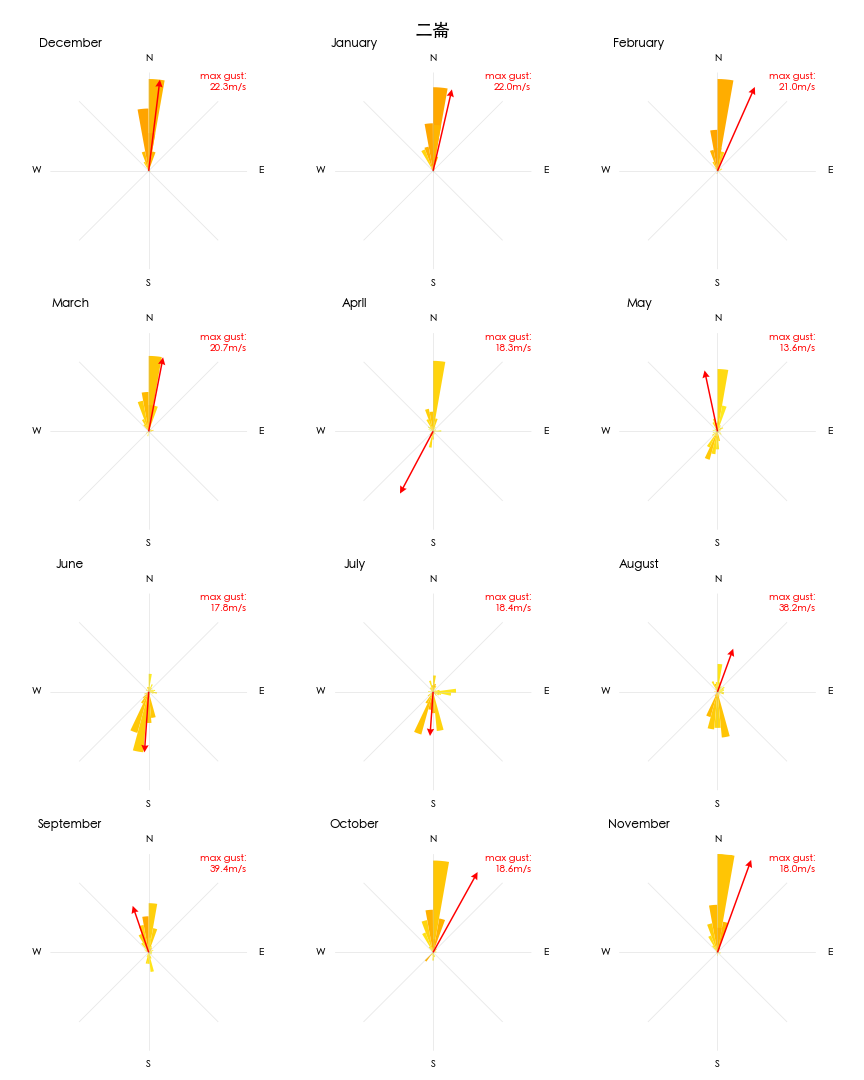 二崙
December
N
max gust:
22.3m/s
W
E
S
January
N
max gust:
22.0m/s
W
E
S
February
N
max gust:
21.0m/s
W
E
S
March
N
max gust:
20.7m/s
W
E
S
April
N
max gust:
18.3m/s
W
E
S
May
N
max gust:
13.6m/s
W
E
S
June
N
max gust:
17.8m/s
W
E
S
July
N
max gust:
18.4m/s
W
E
S
August
N
max gust:
38.2m/s
W
E
S
September
N
max gust:
39.4m/s
W
E
S
October
N
max gust:
18.6m/s
W
E
S
November
N
max gust:
18.0m/s
W
E
S